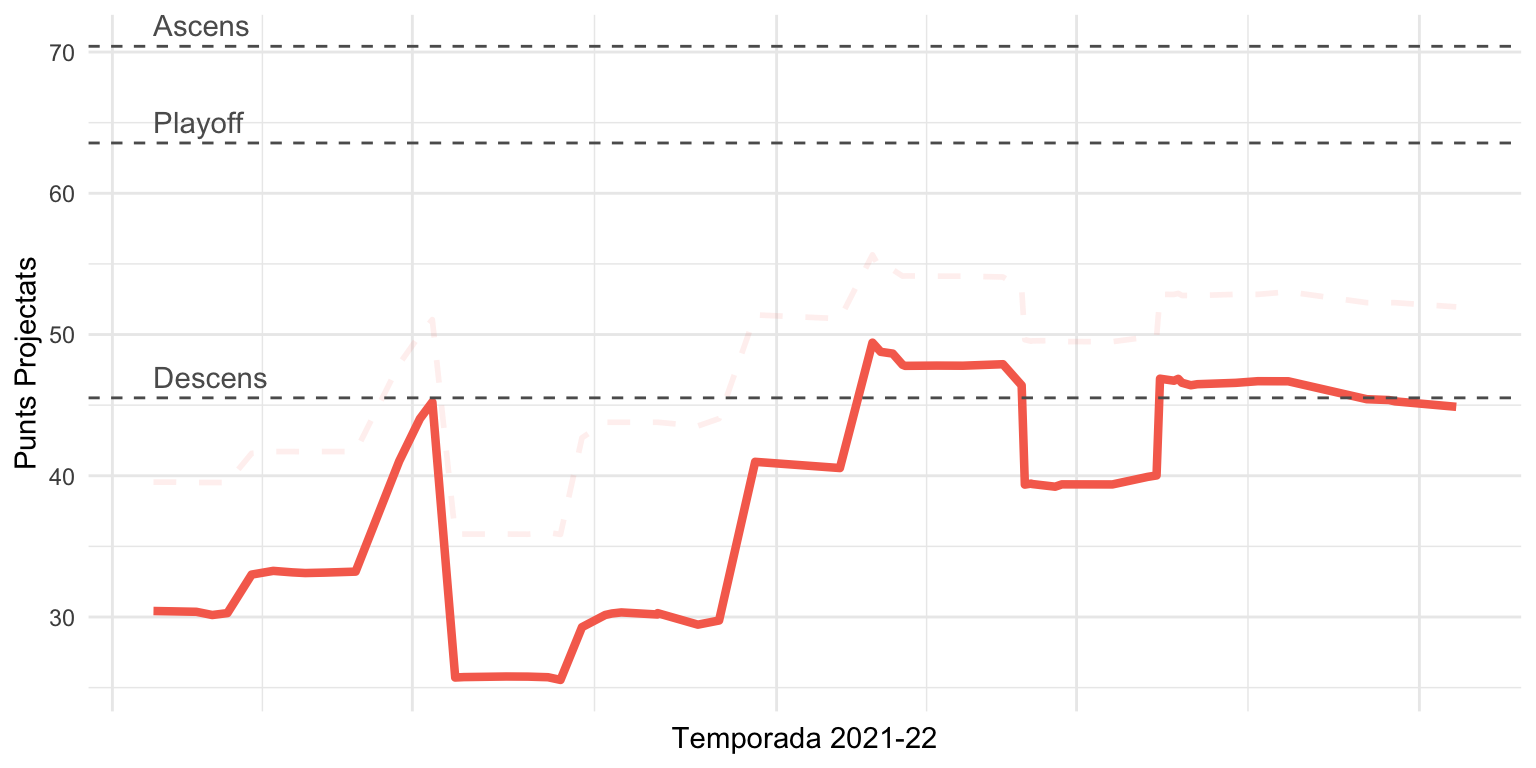 Ascens
70
Playoff
60
50
Descens
40
30
Punts Projectats
Temporada 2021-22